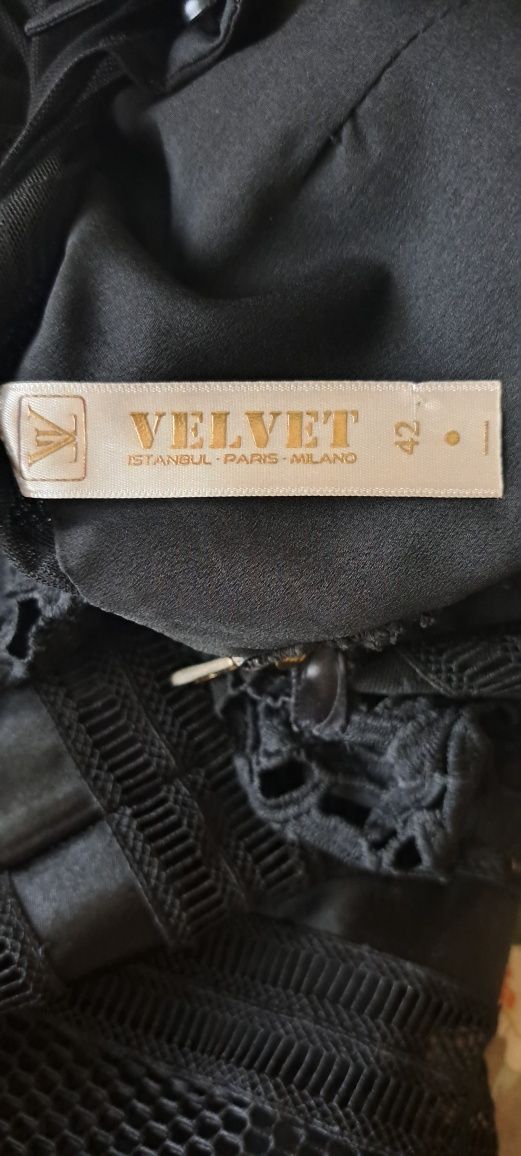 VELVET
ISTANBUL · PARIS · MILANO
42